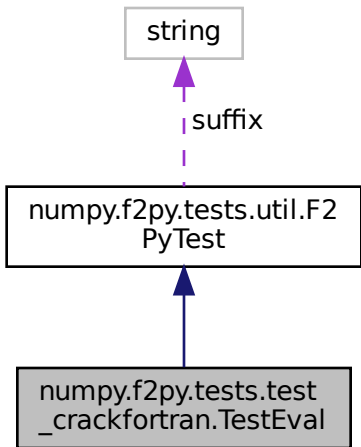 string
suffix
numpy.f2py.tests.util.F2
PyTest
numpy.f2py.tests.test
_crackfortran.TestEval